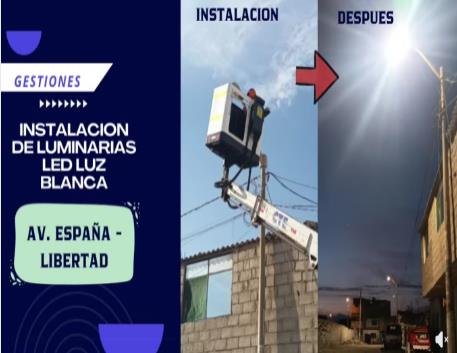 GESTIONES
INSTALACION
DE LUMINARIAS
LED LUZ
BLANCA
AV. ESPAÑA -
LIBERTAD
INSTALACION
DESPUES
CTE